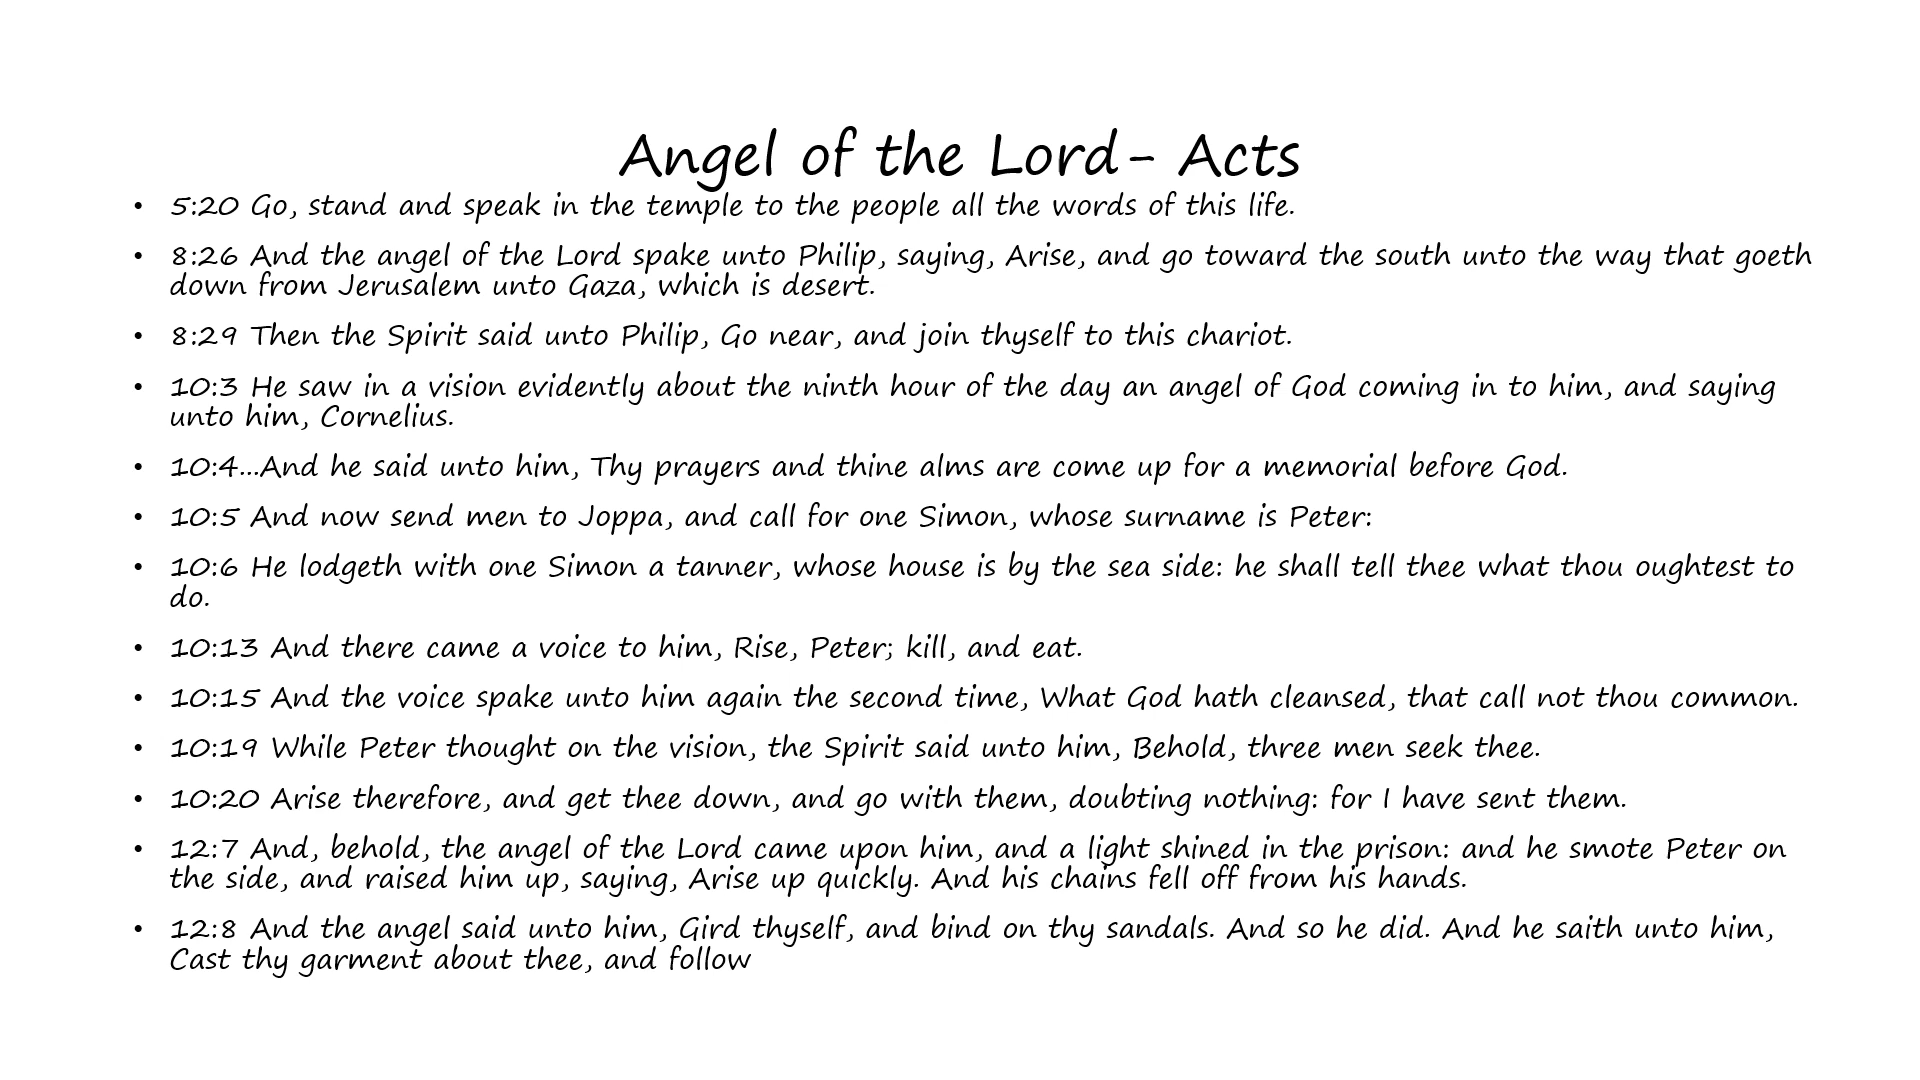 Angel of the Lord- Acts
• 5:20 Go, stand and speak in the temple to the people all the words of this life.
• 8:26 And the angel of the Lord spake unto Philip, saying, Arise, and go toward the south unto the way that goeth
down from Jerusalem unto Gaza, which is desert.
• 8:29 Then the Spirit said unto Philip, Go near, and join thyself to this chariot.
• 10:3 He saw in a vision evidently about the ninth hour of the day an angel of God coming in to him, and saying
unto him, Cornelius.
• 10:4...And he said unto him, Thy prayers and thine alms are come up for a memorial before God.
• 10:5 And now send men to Joppa, and call for one Simon, whose surname is Peter:
• 10:6 He lodgeth with one Simon a tanner, whose house is by the sea side: he shall tell thee what thou oughtest to
do.
• 10:13 And there came a voice to him, Rise, Peter; kill, and eat.
• 10:15 And the voice spake unto him again the second time, What God hath cleansed, that call not thou common.
• 10:19 While Peter thought on the vision, the Spirit said unto him, Behold, three men seek thee.
• 10:20 Arise therefore, and get thee down, and go with them, doubting nothing: for I have sent them.
• 12:7 And, behold, the angel of the Lord came upon him, and a light shined in the prison: and he smote Peter on
the side, and raised him up, saying, Arise up quickly. And his chains fell off from his hands.
• 12:8 And the angel said unto him, Gird thyself, and bind on thy sandals. And so he did. And he saith unto him,
Cast thy garment about thee, and follow